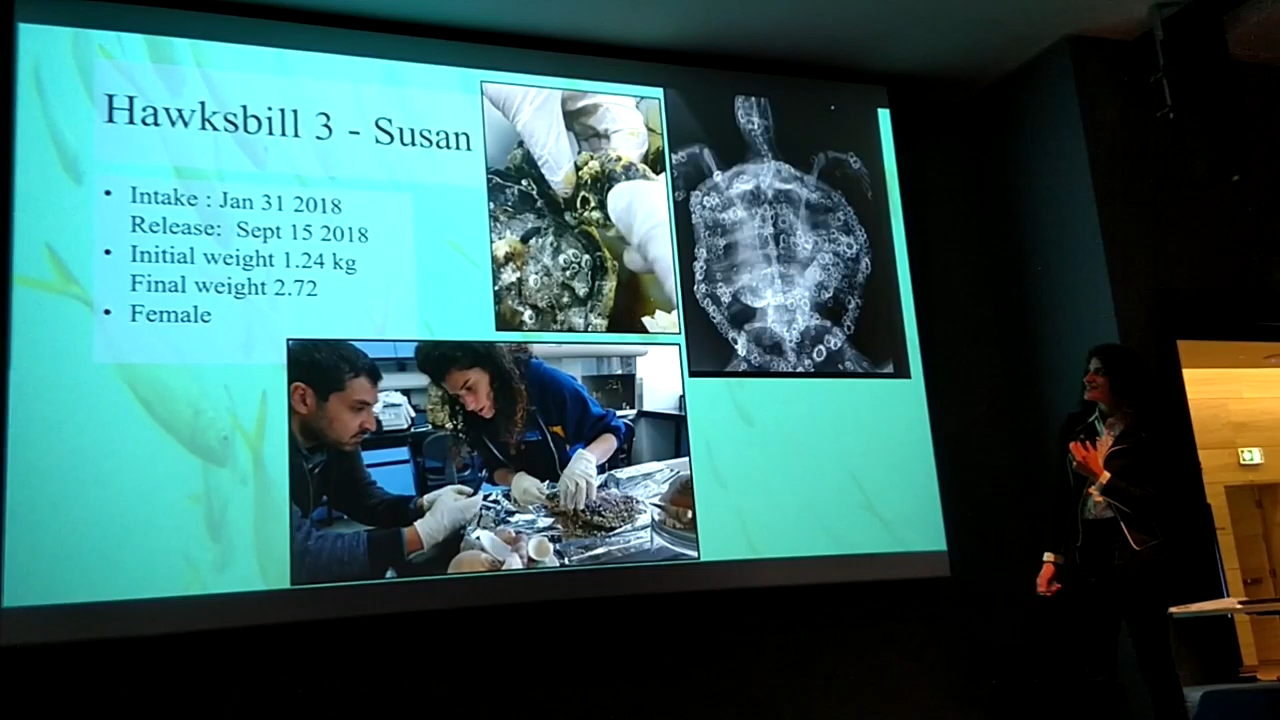 Hawksbill 3 - Susan
• Intake : Jan 31 2018
Release: Sept 15 2018
• Initial weight 1.24 kg
Final weight 2.72
• Female